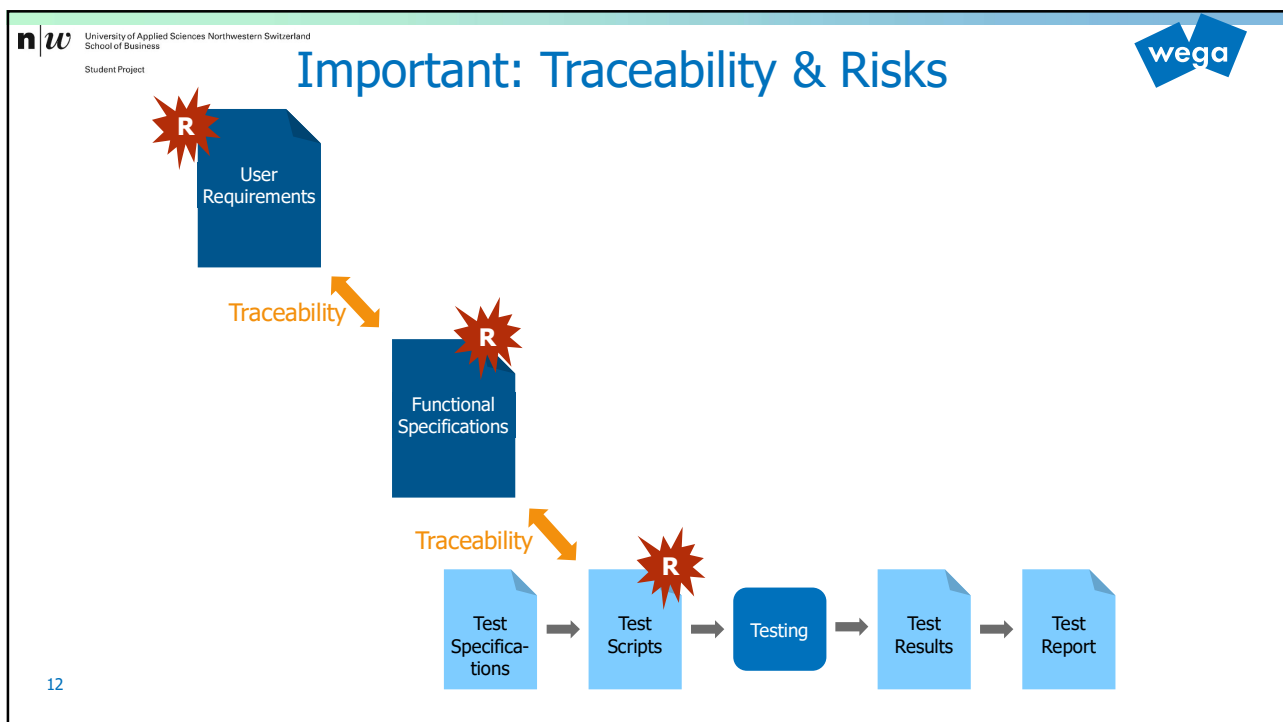 n|w University of Applied Sciences Northwestern Switzerland
School of Business
Student Project
Important: Traceability & Risks
wega
R
User
Requirements
Traceability
R
Functional
Specifications
Traceability
R
Test
Specifica-
tions
Test
Scripts
Testing
Test
Results
Test
Report
12